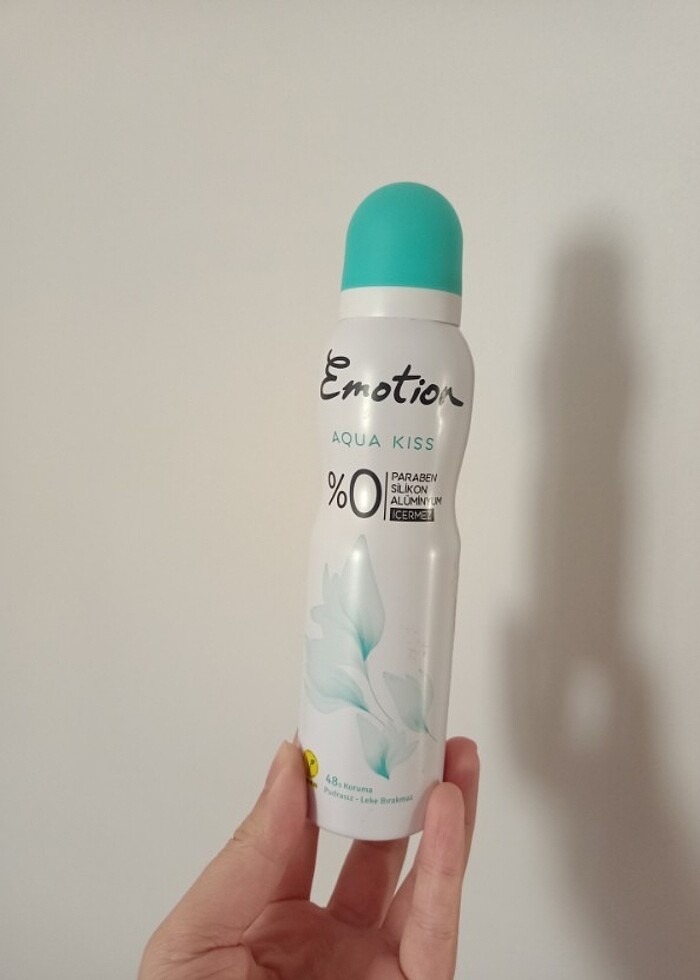 Emotion
AQUA KISS
%0
PARABEN
SİLİKON
ALÜMİNYUM
İÇERMEZ
48s Koruma
Pudrasız - Leke Bırakmaz